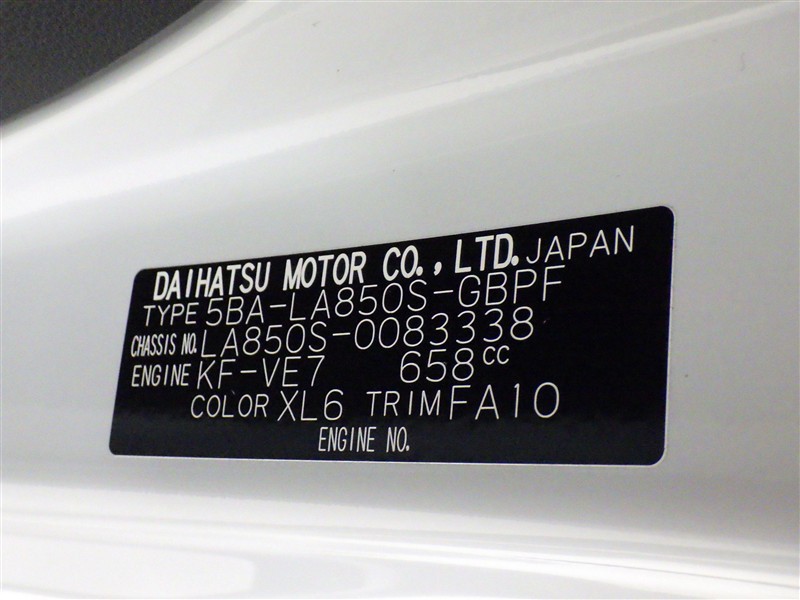 DAIHATSU MOTOR CO., LTD. JAPAN
TYPE 5BA-LA850S-GBPF
CHASSIS NO. LA850S-0083338
ENGINE KF-VE7 658CC
COLOR XL6 TRIM FA10
ENGINE NO.